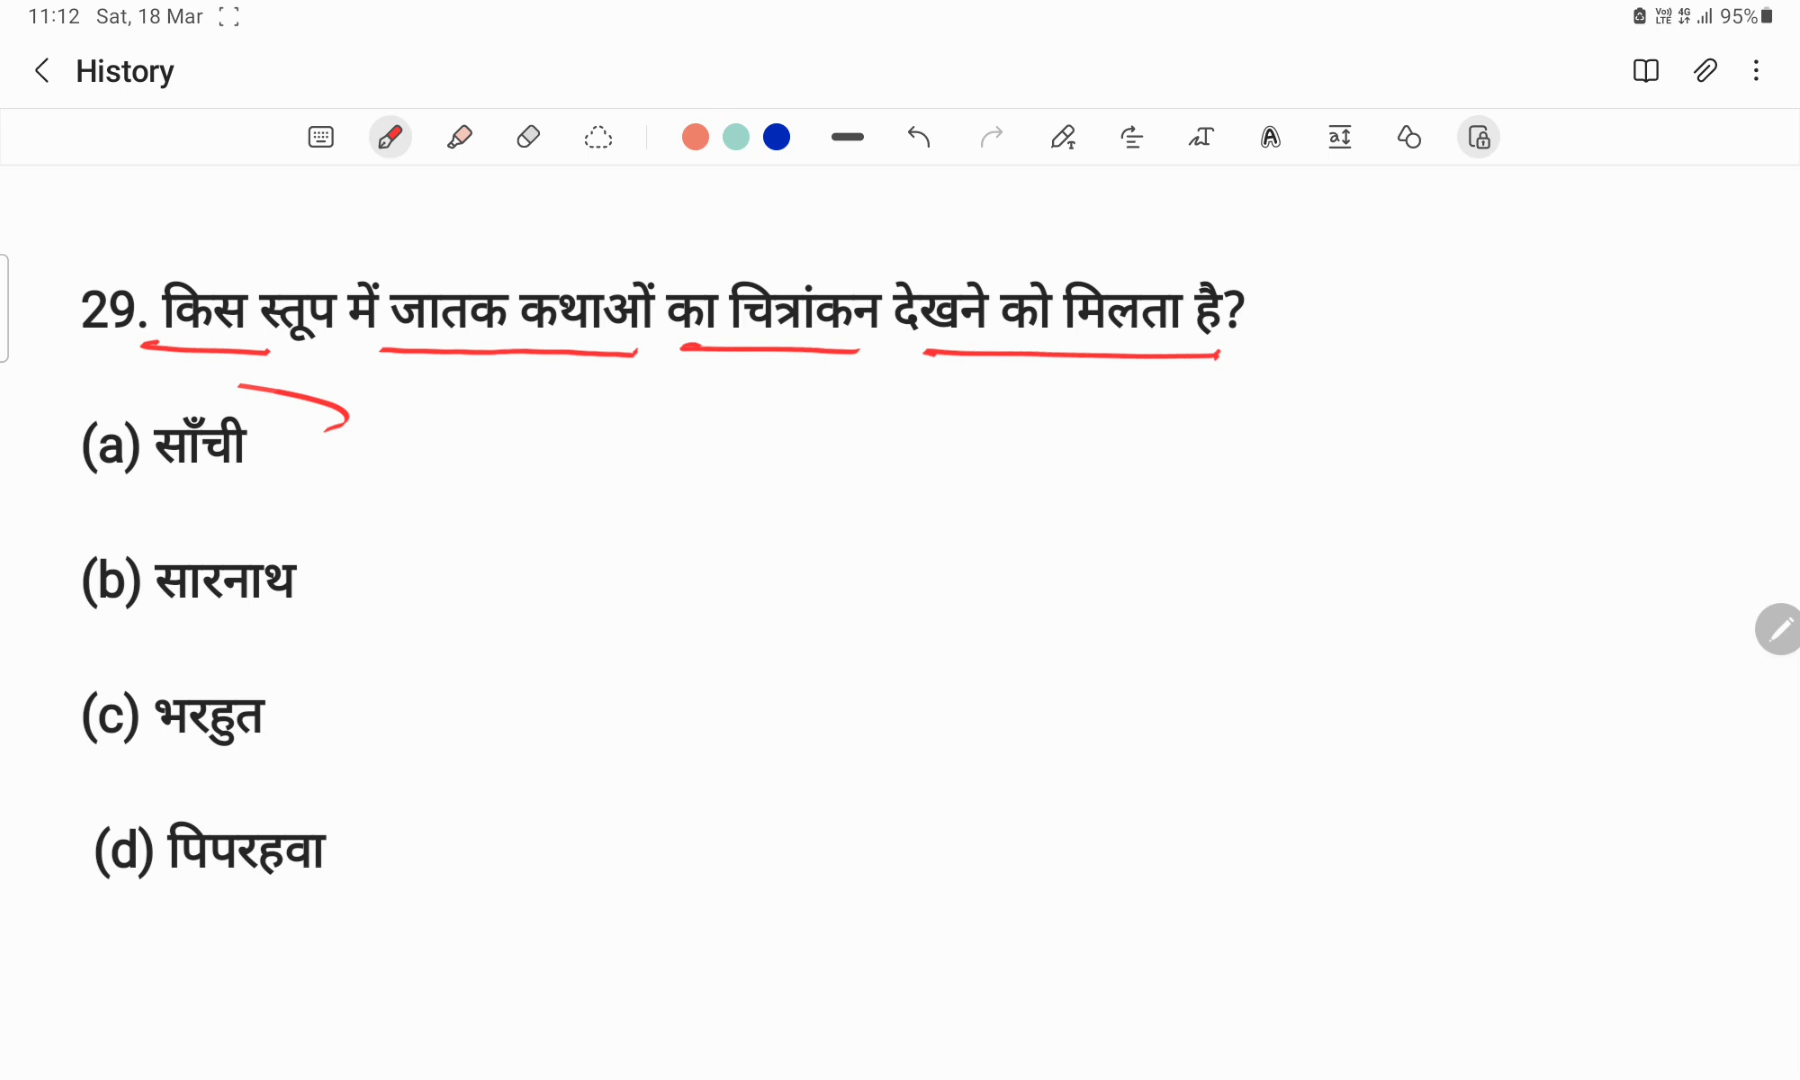 11:12 Sat, 18 Mar 95%
History
29. किस स्तूप में जातक कथाओं का चित्रांकन देखने को मिलता है?
(a) साँची
(b) सारनाथ
(c) भरहुत
(d) पिपरहवा